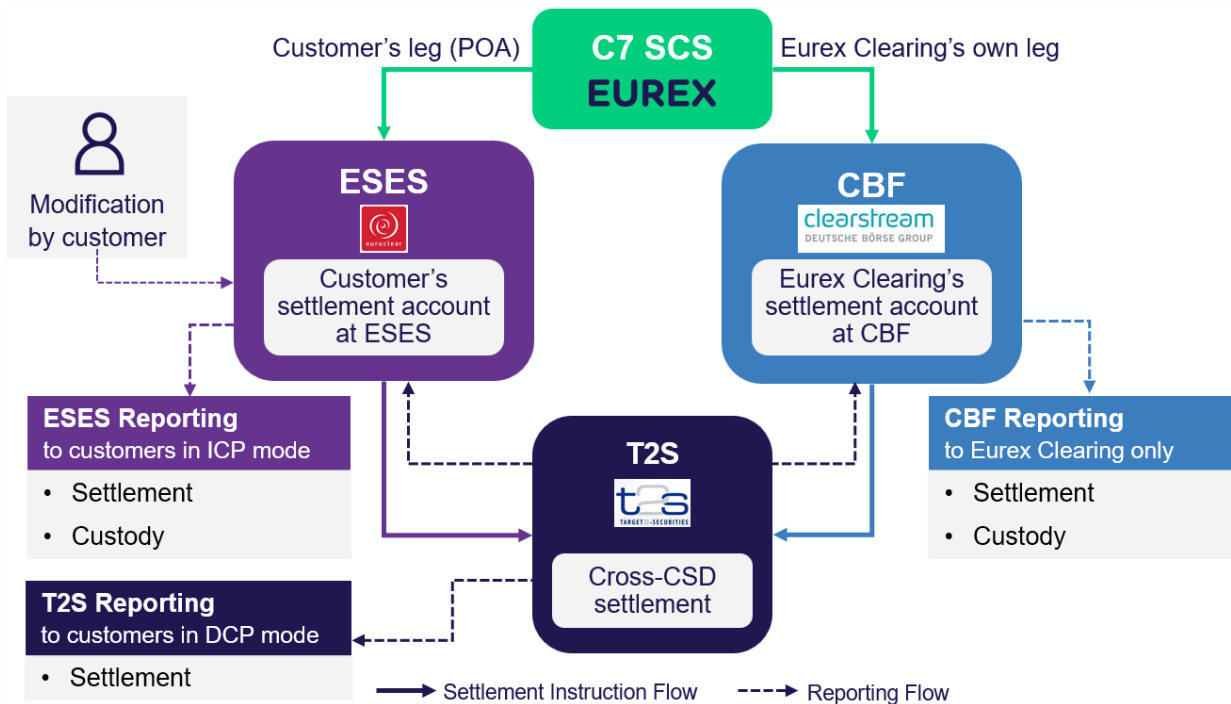 Customer's leg (POA)
C7 SCS
EUREX
Eurex Clearing's own leg
Modification
by customer
ESES
euroclear
Customer's
settlement account
at ESES
CBF
clearstream
DEUTSCHE BÖRSE GROUP
Eurex Clearing's
settlement account
at CBF
ESES Reporting
to customers in ICP mode
• Settlement
• Custody
T2S
t2s
TARGET2-SECURITIES
Cross-CSD
settlement
CBF Reporting
to Eurex Clearing only
• Settlement
• Custody
T2S Reporting
to customers in DCP mode
• Settlement
Settlement Instruction Flow
Reporting Flow